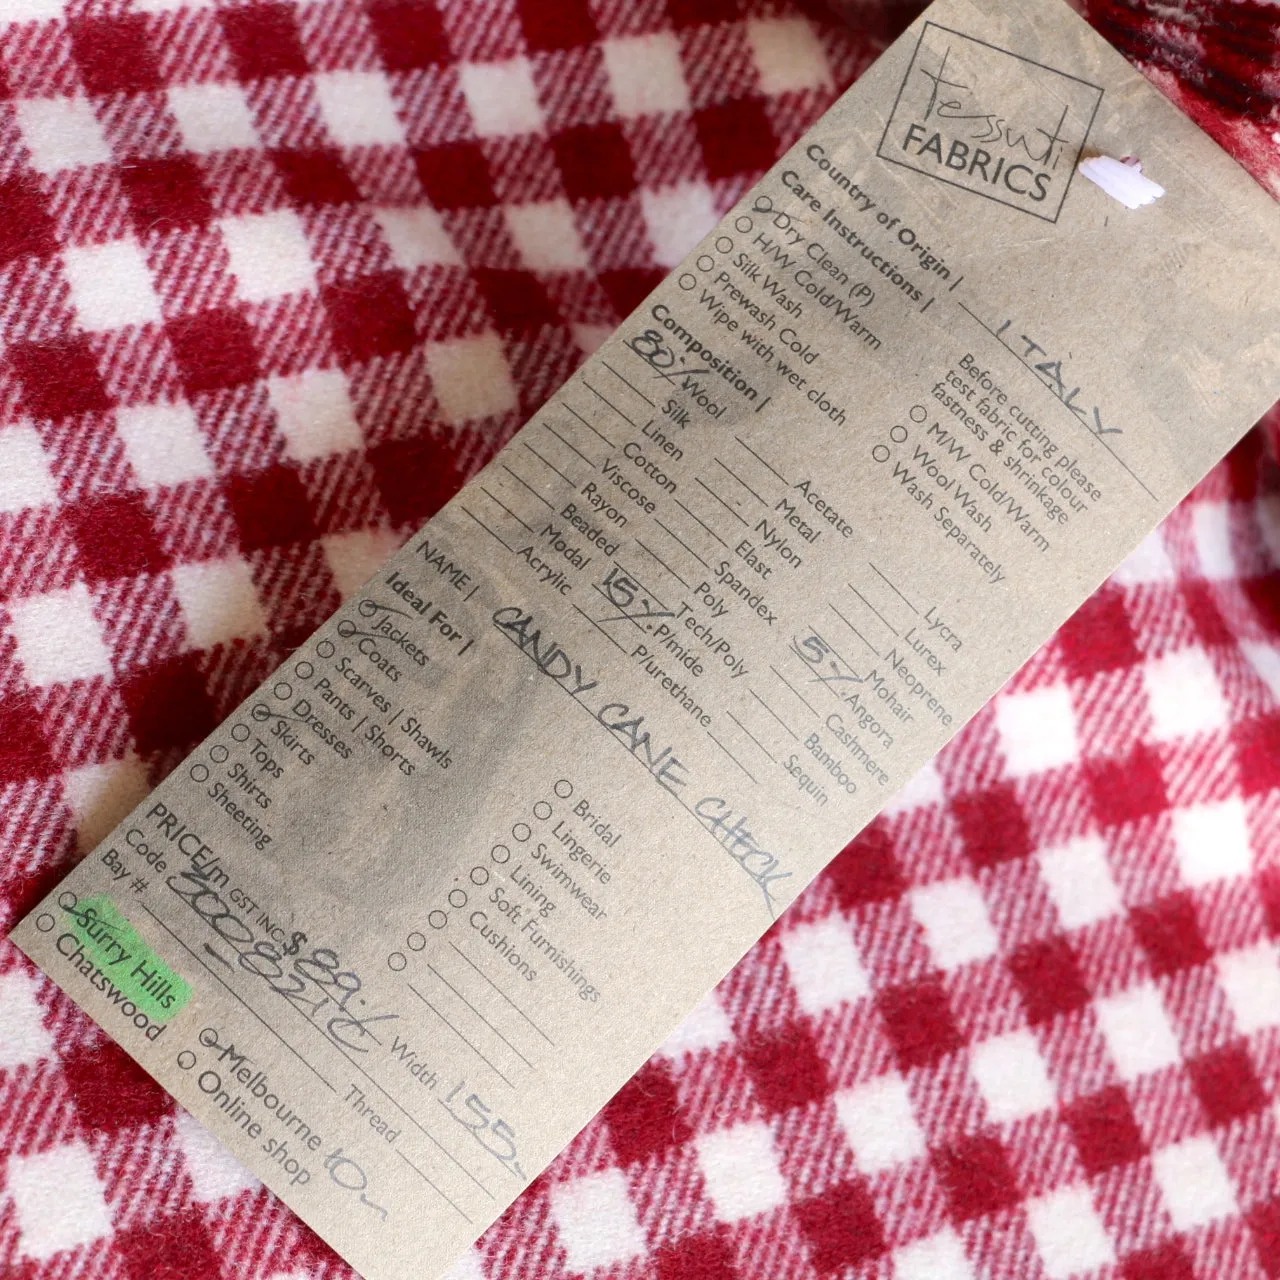 Tessuti
FABRICS
Country of Origin | ITALY
Care Instructions |
Dry Clean (P)
H/W Cold/Warm
Silk Wash
Prewash Cold
Wipe with wet cloth
Before cutting please
test fabric for colour
fastness & shrinkage
M/W Cold/Warm
Wool Wash
Wash Separately
Composition |
80% Wool
Silk
Linen
Cotton
Viscose
Rayon
Beaded
Modal
Acrylic
Acetate
Metal
Nylon
Elast
Spandex
Poly
Tech/Poly
15% P/mide
P/urethane
Lycra
Lurex
Neoprene
Mohair
5% Angora
Cashmere
Bamboo
Sequin
NAME | CANDY CANE CHECK
Ideal For |
Jackets
Coats
Scarves | Shawls
Pants | Shorts
Dresses
Skirts
Tops
Shirts
Sheeting
Bridal
Lingerie
Swimwear
Lining
Soft Furnishings
Cushions
PRICE/m GST INC $ 89.
Code Width 155
Bay # Thread
Surry Hills
Chatswood
Melbourne 10
Online shop